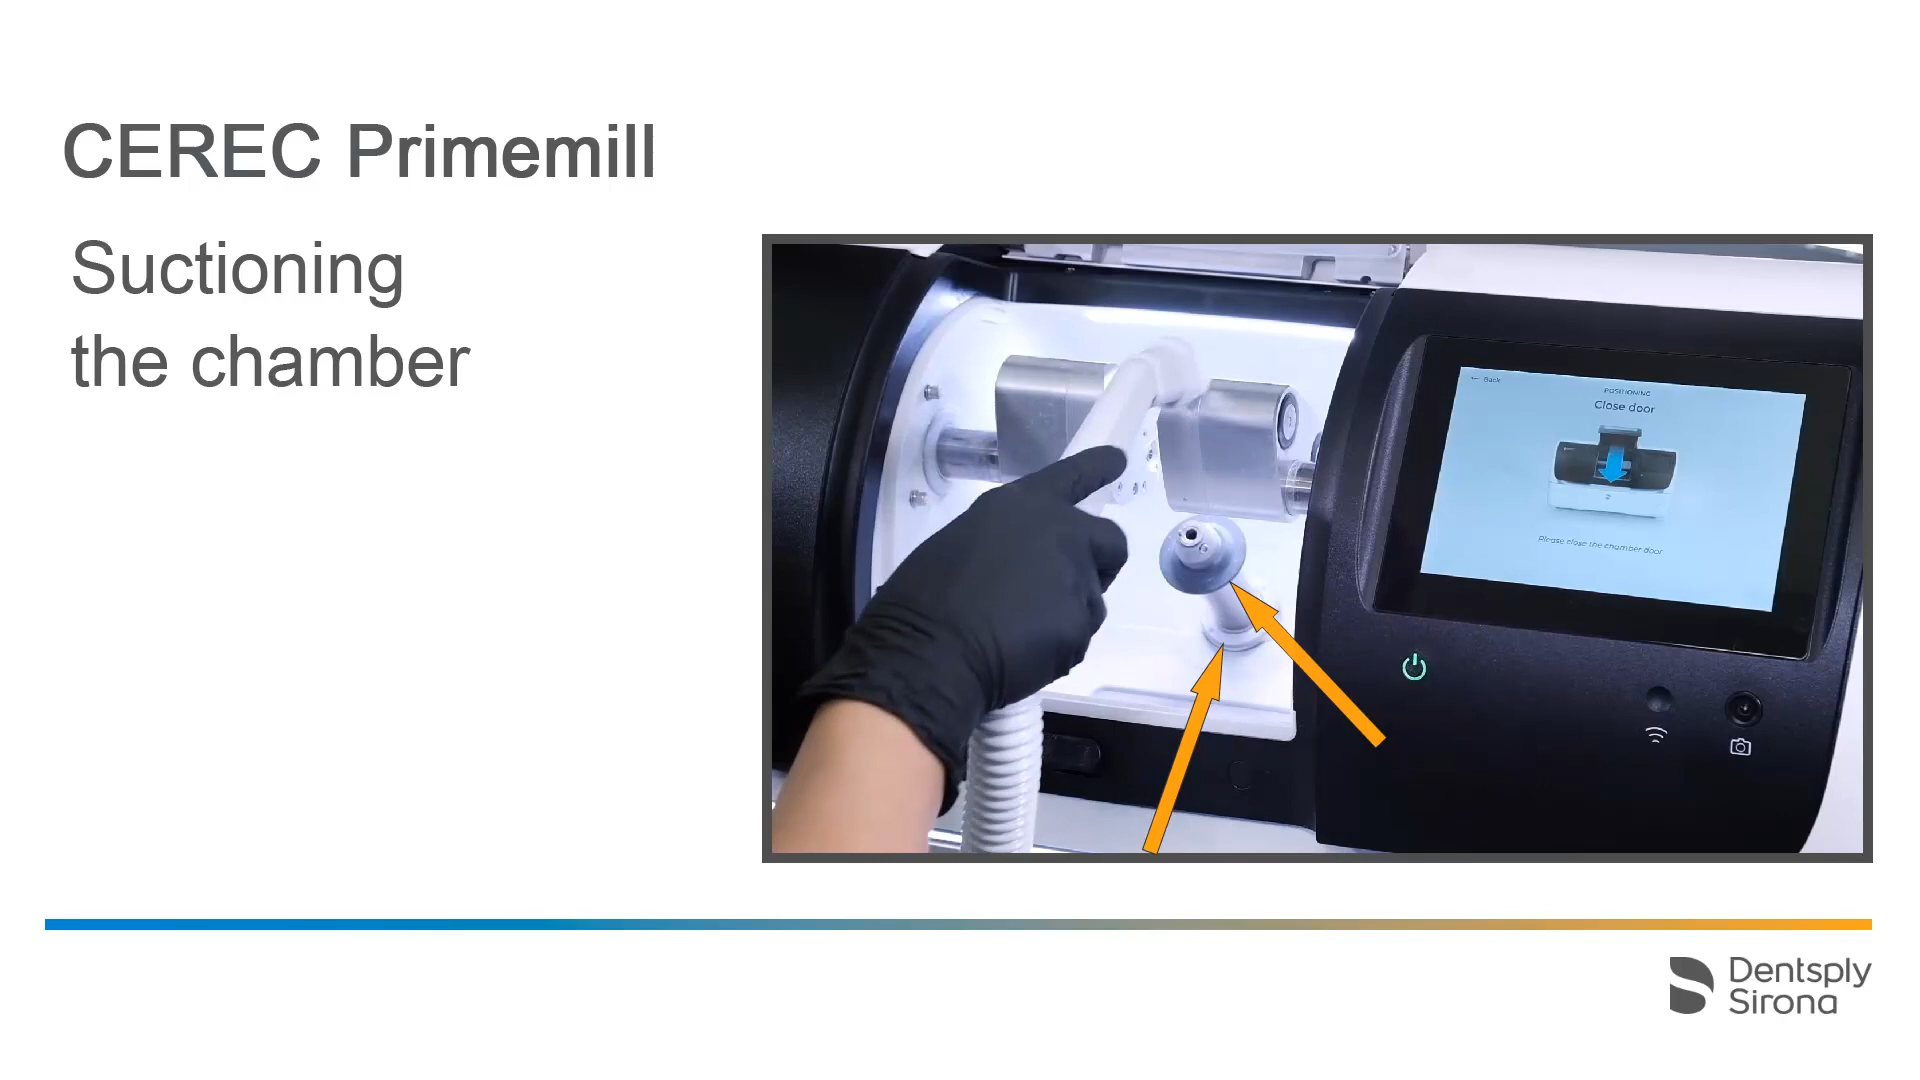 CEREC Primemill
Suctioning
the chamber
← Back
POSITIONING
Close door
Please close the chamber door
Dentsply
Sirona